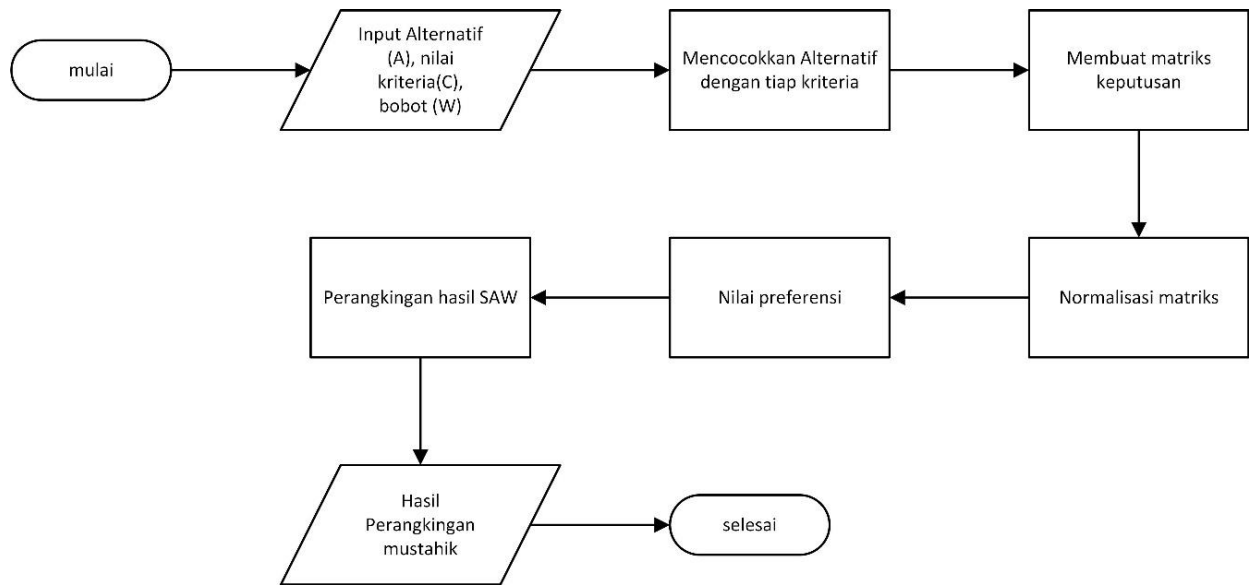 mulai
Input Alternatif
(A), nilai
kriteria(C),
bobot (W)
Mencocokkan Alternatif
dengan tiap kriteria
Membuat matriks
keputusan
Normalisasi matriks
Nilai preferensi
Perangkingan hasil SAW
Hasil
Perangkingan
mustahik
selesai